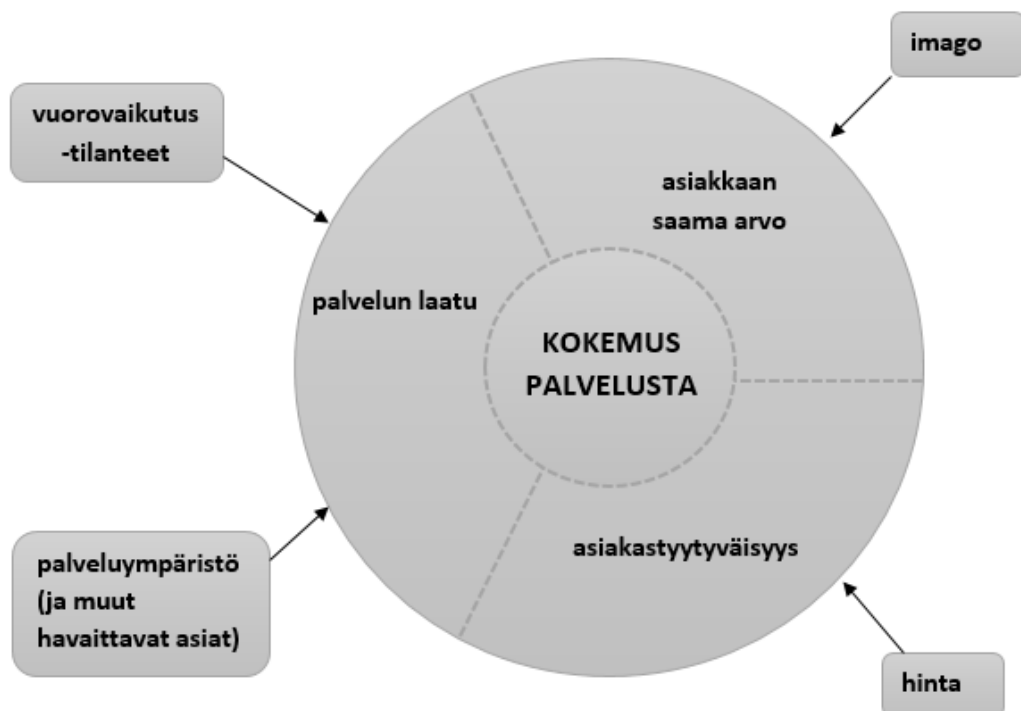 imago
vuorovaikutus
-tilanteet
asiakkaan
saama arvo
palvelun laatu
KOKEMUS
PALVELUSTA
asiakastyytyväisyys
palveluympäristö
(ja muut
havaittavat asiat)
hinta